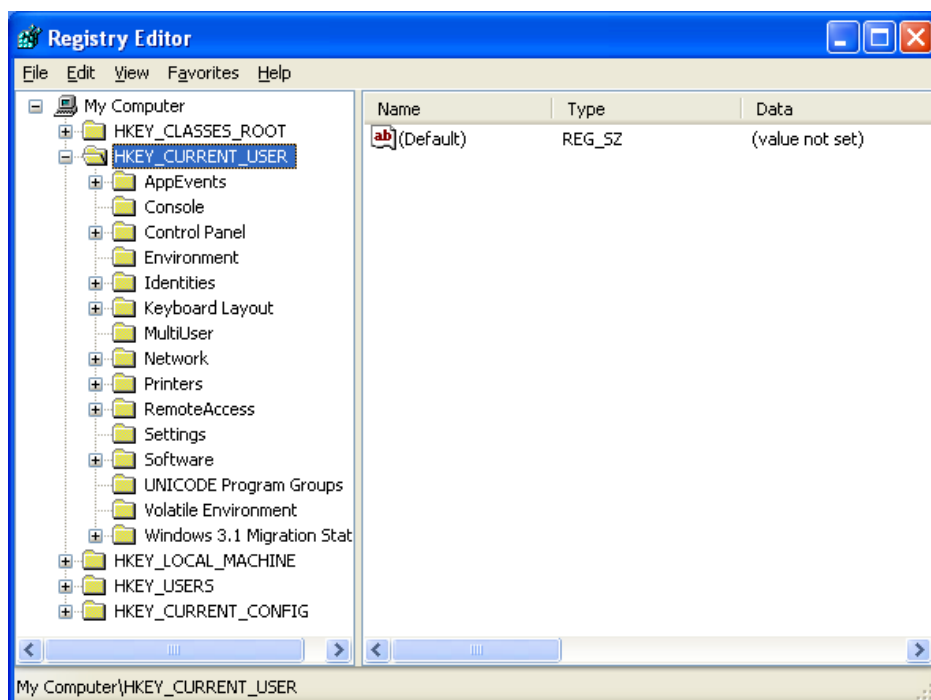 Registry Editor
File Edit View Favorites Help
My Computer
HKEY_CLASSES_ROOT
HKEY_CURRENT_USER
AppEvents
Console
Control Panel
Environment
Identities
Keyboard Layout
MultiUser
Network
Printers
RemoteAccess
Settings
Software
UNICODE Program Groups
Volatile Environment
Windows 3.1 Migration Stat
HKEY_LOCAL_MACHINE
HKEY_USERS
HKEY_CURRENT_CONFIG
Name Type Data
ab (Default) REG_SZ (value not set)
My Computer\HKEY_CURRENT_USER